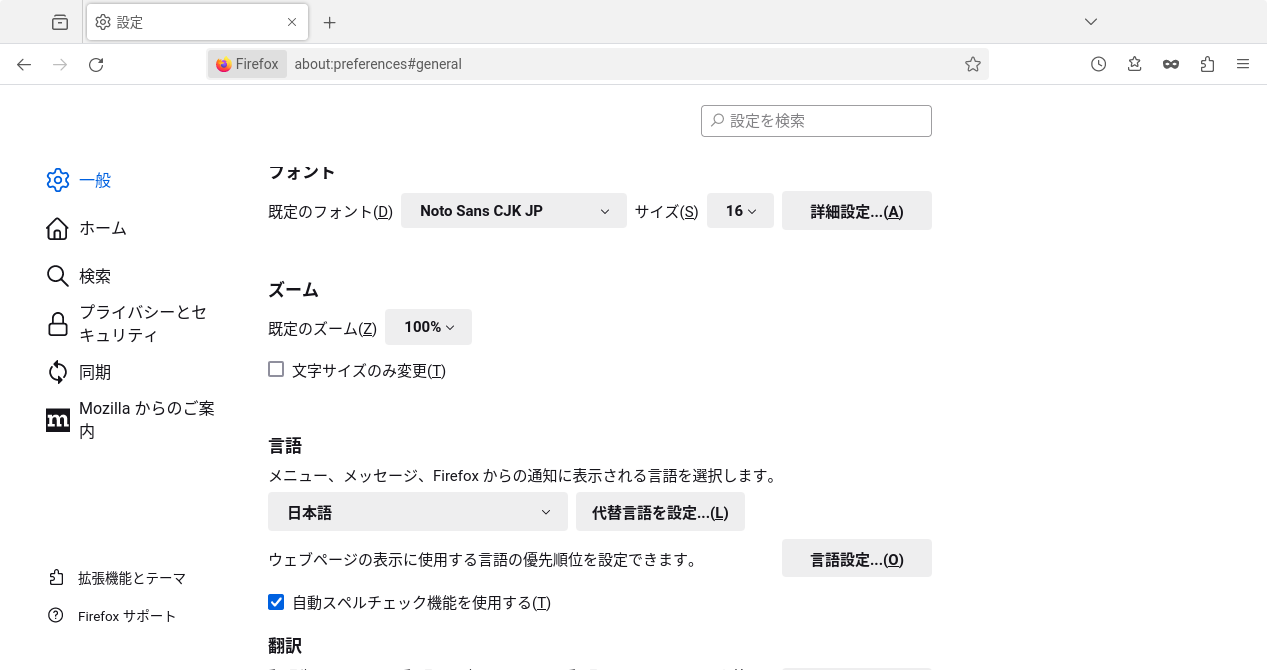 設定
Firefox about:preferences#general
設定を検索
一般
ホーム
検索
プライバシーとセ
キュリティ
同期
Mozilla からのご案
内
拡張機能とテーマ
Firefox サポート
フォント
既定のフォント(D) Noto Sans CJK JP サイズ(S) 16 詳細設定...(A)
ズーム
既定のズーム(Z) 100%
文字サイズのみ変更(T)
言語
メニュー、メッセージ、Firefox からの通知に表示される言語を選択します。
日本語 代替言語を設定...(L)
ウェブページの表示に使用する言語の優先順位を設定できます。 言語設定...(O)
自動スペルチェック機能を使用する(T)
翻訳